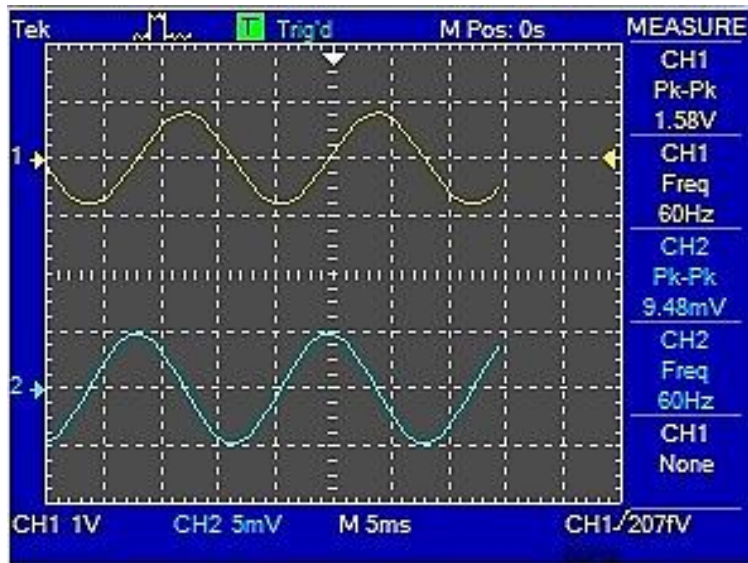 Tek T Trig'd M Pos: 0s MEASURE
CH1
Pk-Pk
1.58V
CH1
Freq
60Hz
CH2
Pk-Pk
9.48mV
CH2
Freq
60Hz
CH1
None
1
2
CH1 1V CH2 5mV M 5ms CH1 207fV